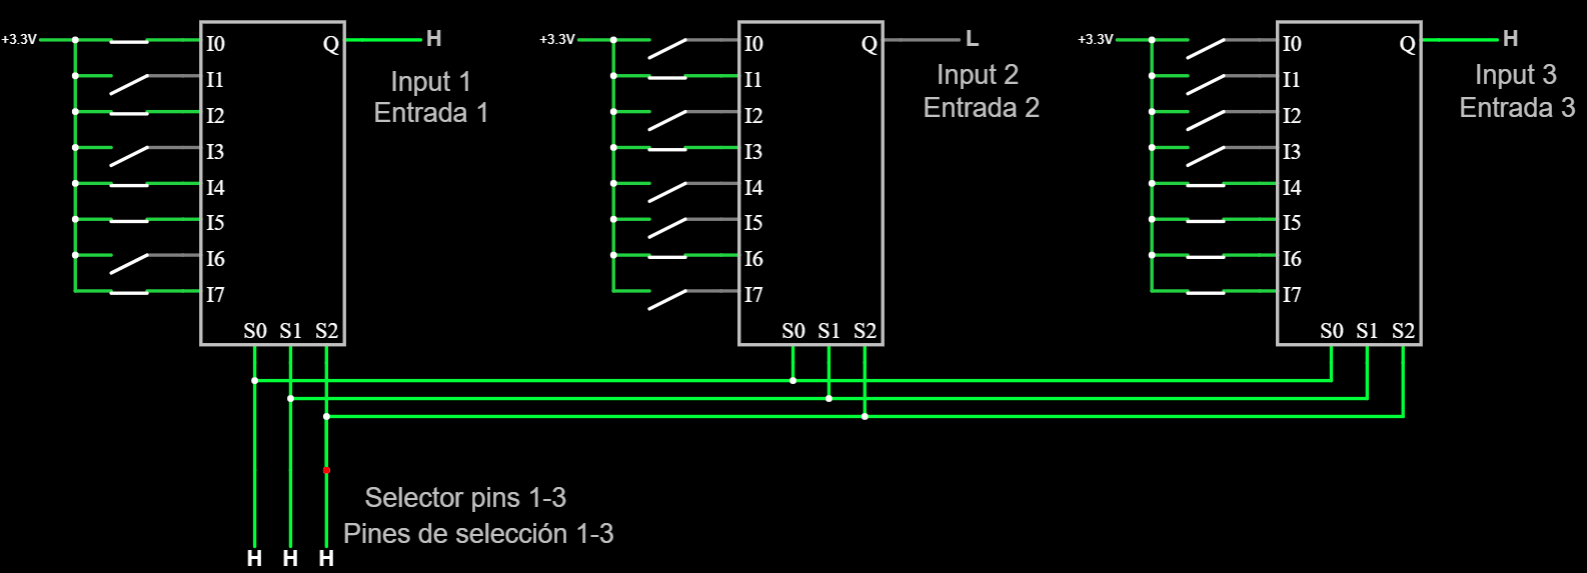 +3.3V
I0
Q
H
I1
I2
I3
I4
I5
I6
I7
S0 S1 S2
Input 1
Entrada 1
+3.3V
I0
Q
L
I1
I2
I3
I4
I5
I6
I7
S0 S1 S2
Input 2
Entrada 2
+3.3V
I0
Q
H
I1
I2
I3
I4
I5
I6
I7
S0 S1 S2
Input 3
Entrada 3
Selector pins 1-3
Pines de selección 1-3
H H H